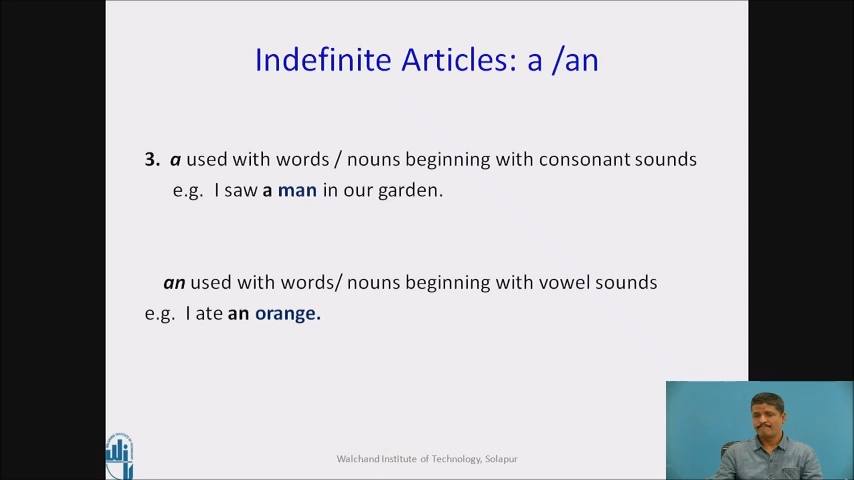 Indefinite Articles: a /an
3. a used with words / nouns beginning with consonant sounds
e.g. I saw a man in our garden.
an used with words/ nouns beginning with vowel sounds
e.g. I ate an orange.
Walchand Institute of Technology, Solapur